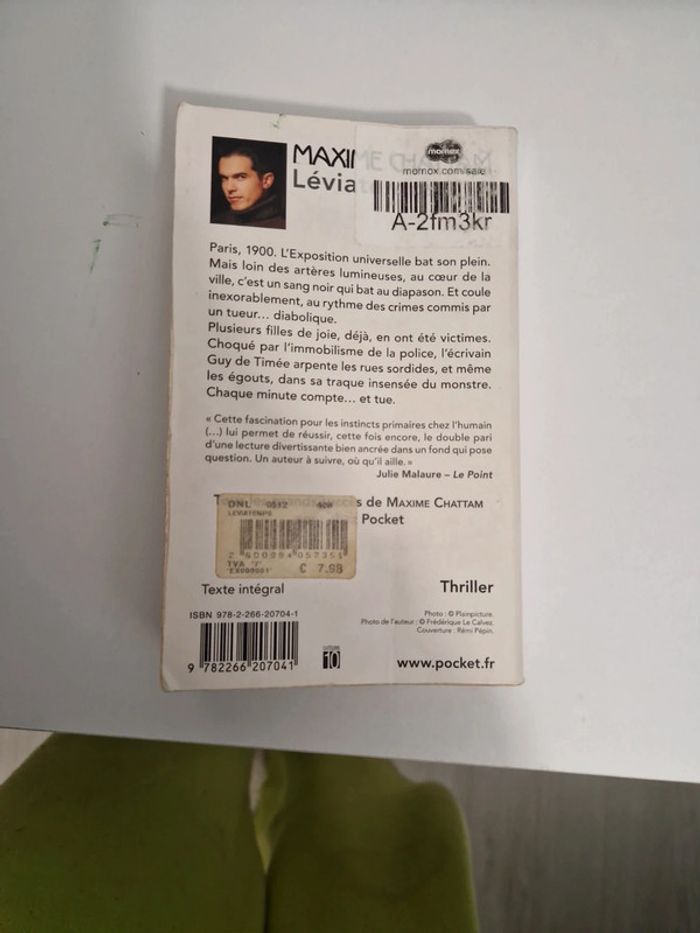 MAXIME CHATTAM
momox
momox.com/sale
Lévia
A-2fm3kr
Paris, 1900. L'Exposition universelle bat son plein.
Mais loin des artères lumineuses, au cœur de la
ville, c'est un sang noir qui bat au diapason. Et coule
inexorablement, au rythme des crimes commis par
un tueur... diabolique.
Plusieurs filles de joie, déjà, en ont été victimes.
Choqué par l'immobilisme de la police, l'écrivain
Guy de Timée arpente les rues sordides, et même
les égouts, dans sa traque insensée du monstre.
Chaque minute compte... et tue.
« Cette fascination pour les instincts primaires chez l'humain
(...) lui permet de réussir, cette fois encore, le double pari
d'une lecture divertissante bien ancrée dans un fond qui pose
question. Un auteur à suivre, où qu'il aille. »
Julie Malaure – Le Point
s de MAXIME CHATTAM
Pocket
DNL 0512
LEVIATEMPS
TVA '7'
€ 7.98
Texte intégral
Thriller
ISBN 978-2-266-20704-1
Photo : © Plainpicture.
Photo de l'auteur : © Frédérique Le Calvez.
Couverture : Rémi Pépin.
9 782266 207041
10
www.pocket.fr